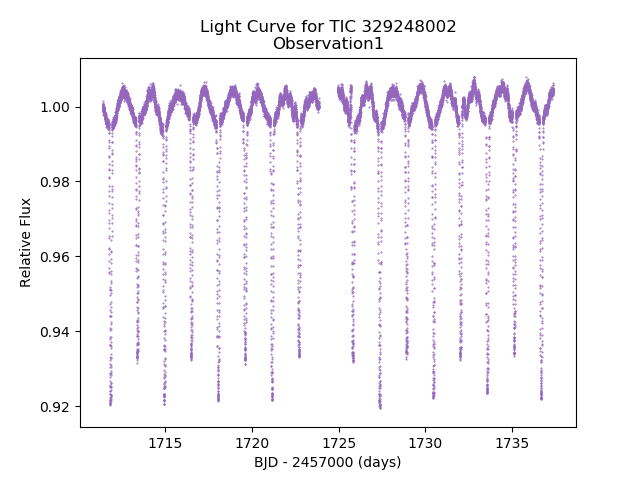 Light Curve for TIC 329248002
Observation1
1.00
0.98
0.96
0.94
0.92
Relative Flux
1715 1720 1725 1730 1735
BJD - 2457000 (days)